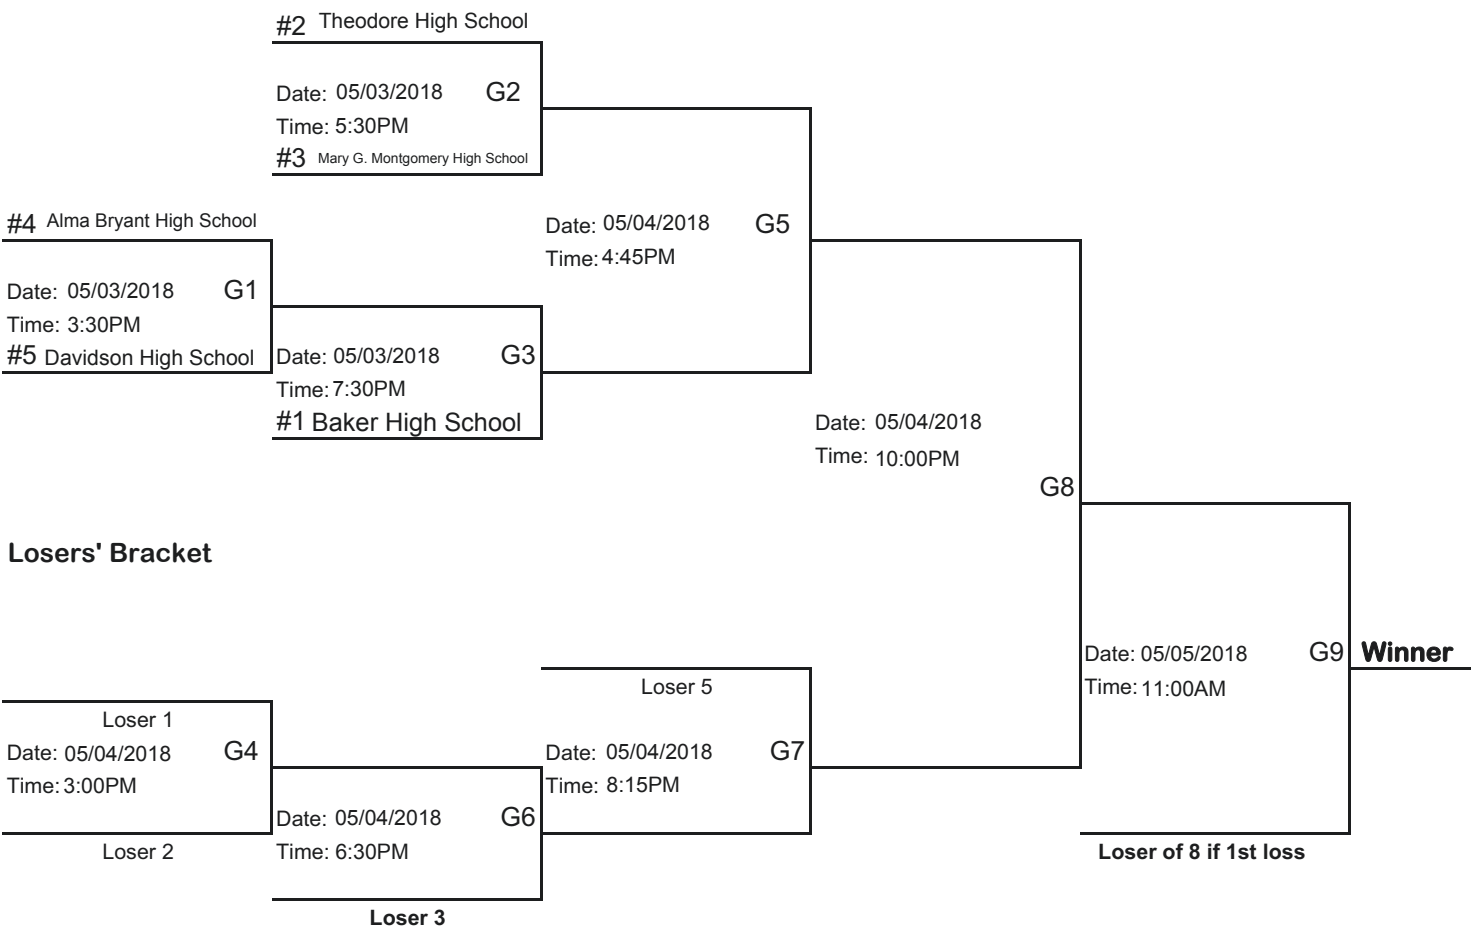 #2 Theodore High School
Date: 05/03/2018 G2
Time: 5:30PM
#3 Mary G. Montgomery High School
#4 Alma Bryant High School
Date: 05/04/2018 G5
Time: 4:45PM
Date: 05/03/2018 G1
Time: 3:30PM
#5 Davidson High School
Date: 05/03/2018 G3
Time: 7:30PM
#1 Baker High School
Date: 05/04/2018
Time: 10:00PM
G8
Losers' Bracket
Date: 05/05/2018 G9 Winner
Time: 11:00AM
Loser 5
Loser 1
Date: 05/04/2018 G4
Time: 3:00PM
Date: 05/04/2018 G7
Time: 8:15PM
Date: 05/04/2018 G6
Time: 6:30PM
Loser 2
Loser of 8 if 1st loss
Loser 3